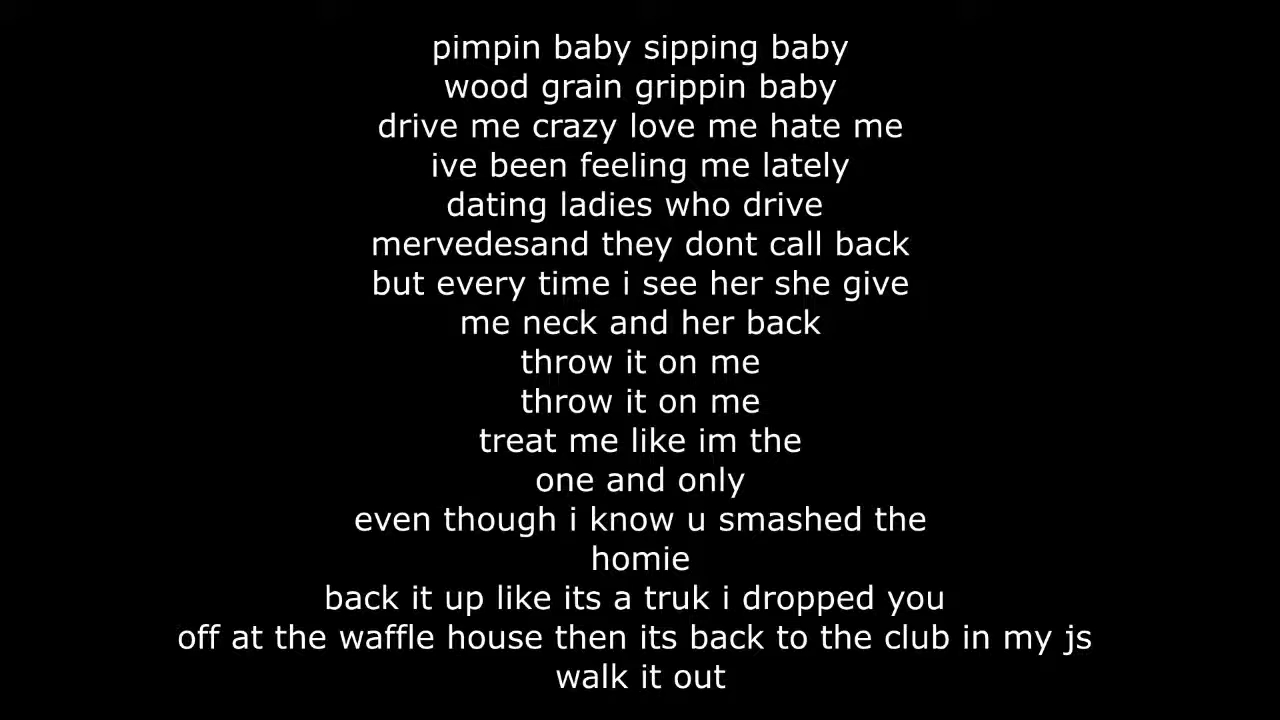 pimpin baby sipping baby
wood grain grippin baby
drive me crazy love me hate me
ive been feeling me lately
dating ladies who drive
mervedesand they dont call back
but every time i see her she give
me neck and her back
throw it on me
throw it on me
treat me like im the
one and only
even though i know u smashed the
homie
back it up like its a truk i dropped you
off at the waffle house then its back to the club in my js
walk it out